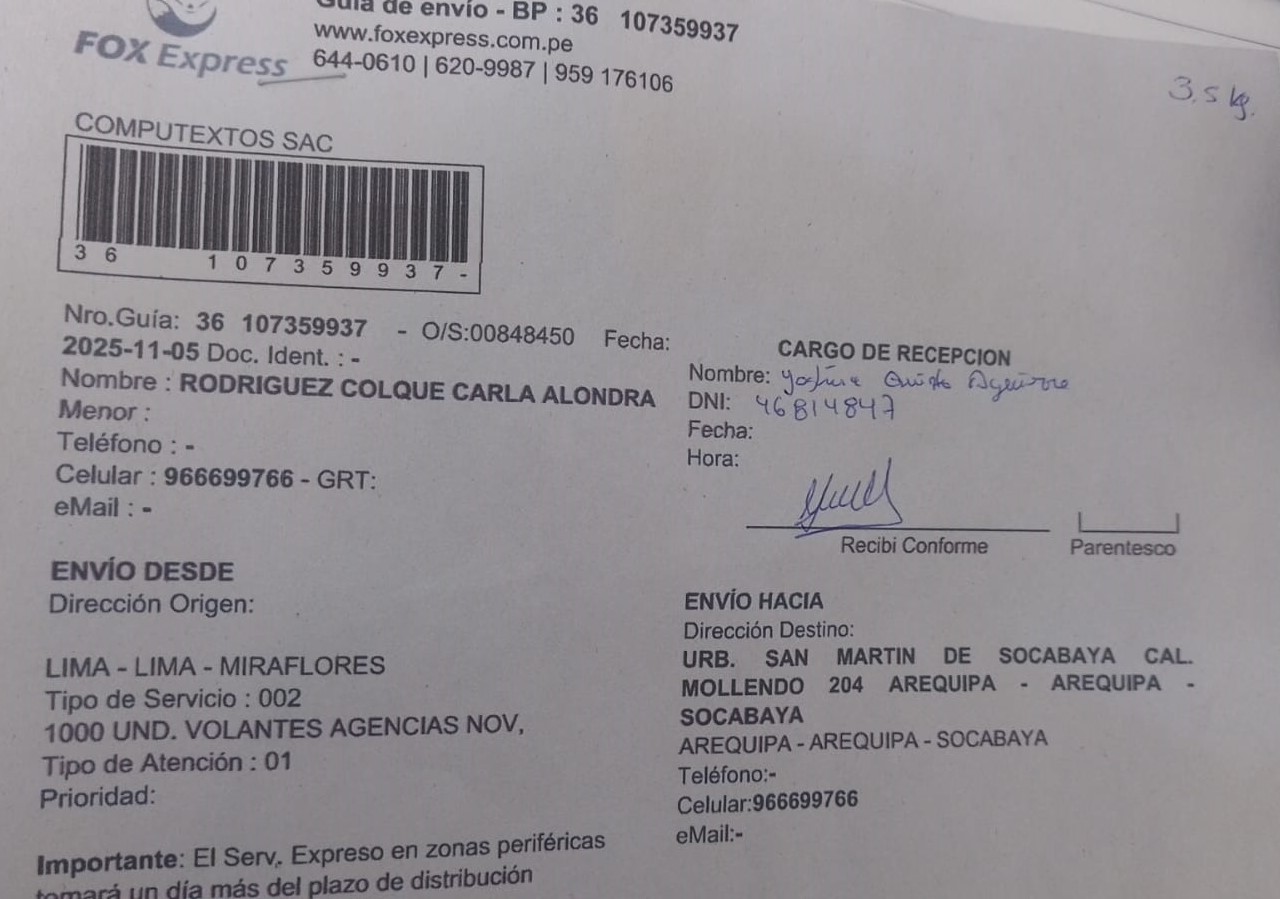 Guía de envío - BP : 36 107359937
www.foxexpress.com.pe
644-0610 | 620-9987 | 959 176106
FOX Express
3.5 kg.
COMPUTEXTOS SAC
36 107359937-
Nro.Guía: 36 107359937 - O/S:00848450 Fecha:
2025-11-05 Doc. Ident. : -
Nombre : RODRIGUEZ COLQUE CARLA ALONDRA
Menor :
Teléfono : -
Celular : 966699766 - GRT:
eMail : -
CARGO DE RECEPCION
Nombre:
DNI: 46814847
Fecha:
Hora:
Recibi Conforme
Parentesco
ENVÍO DESDE
Dirección Origen:
LIMA - LIMA - MIRAFLORES
Tipo de Servicio : 002
1000 UND. VOLANTES AGENCIAS NOV,
Tipo de Atención : 01
Prioridad:
ENVÍO HACIA
Dirección Destino:
URB. SAN MARTIN DE SOCABAYA CAL.
MOLLENDO 204 AREQUIPA - AREQUIPA -
SOCABAYA
AREQUIPA - AREQUIPA - SOCABAYA
Teléfono:-
Celular:966699766
eMail:-
Importante: El Serv,. Expreso en zonas periféricas
tomará un día más del plazo de distribución